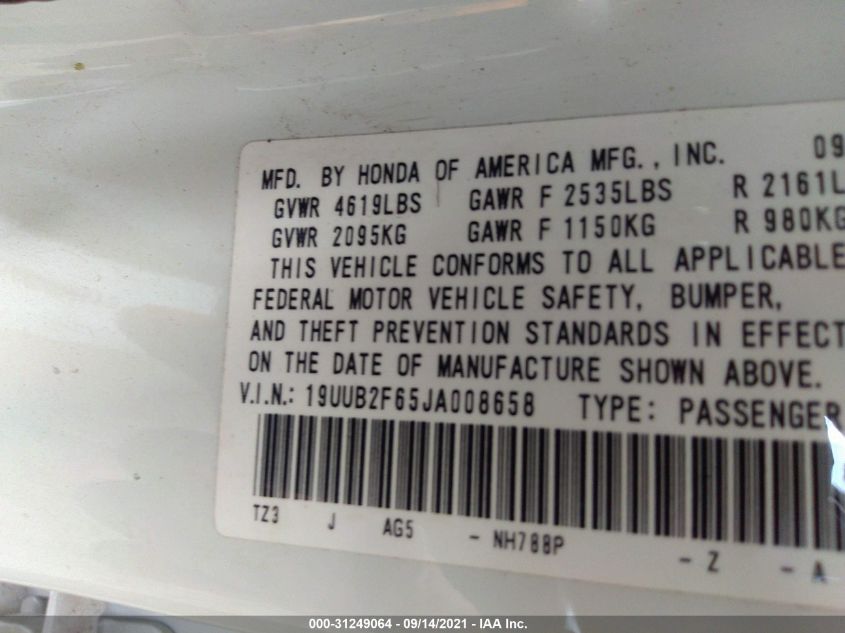 MFD. BY HONDA OF AMERICA MFG., INC. 09
GVWR 4619LBS GAWR F 2535LBS R 2161L
GVWR 2095KG GAWR F 1150KG R 980KG
THIS VEHICLE CONFORMS TO ALL APPLICABLE
FEDERAL MOTOR VEHICLE SAFETY, BUMPER,
AND THEFT PREVENTION STANDARDS IN EFFECT
ON THE DATE OF MANUFACTURE SHOWN ABOVE.
V.I.N.: 19UUB2F65JA008658 TYPE: PASSENGER
TZ3 J AG5 - NH788P - Z - A
000-31249064 - 09/14/2021 - IAA Inc.